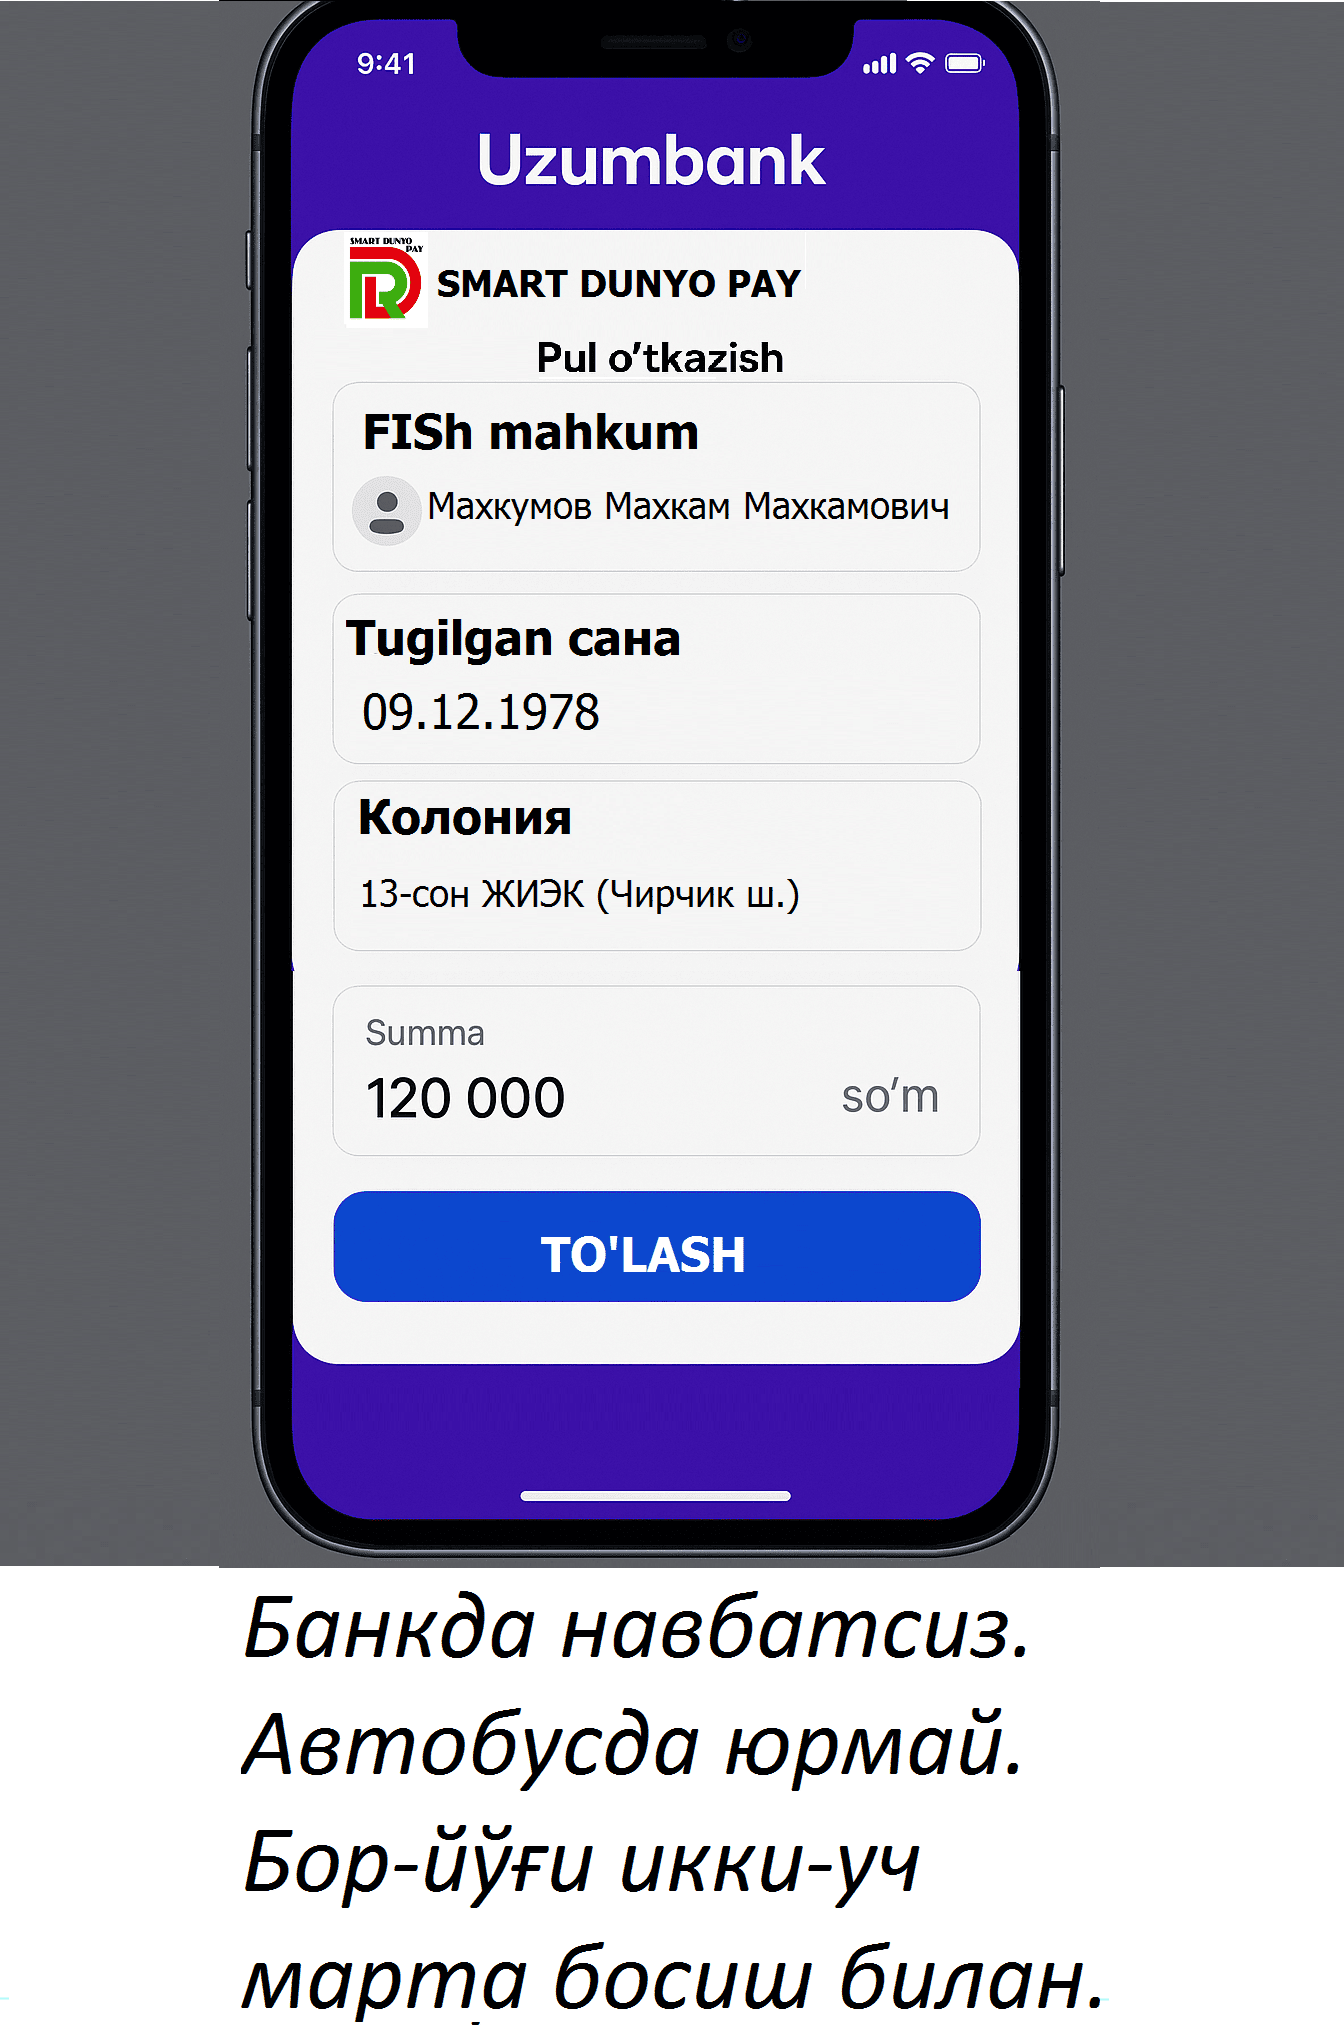 9:41
Uzumbank
SMART DUNYO
PAY
SMART DUNYO PAY
Pul oʻtkazish
FISh mahkum
Махкумов Махкам Махкамович
Tugilgan сана
09.12.1978
Колония
13-сон ЖИЭК (Чирчик ш.)
Summa
120 000 soʻm
TO'LASH
Банкда навбатсиз.
Автобусда юрмай.
Бор-йўғи икки-уч
марта босиш билан.